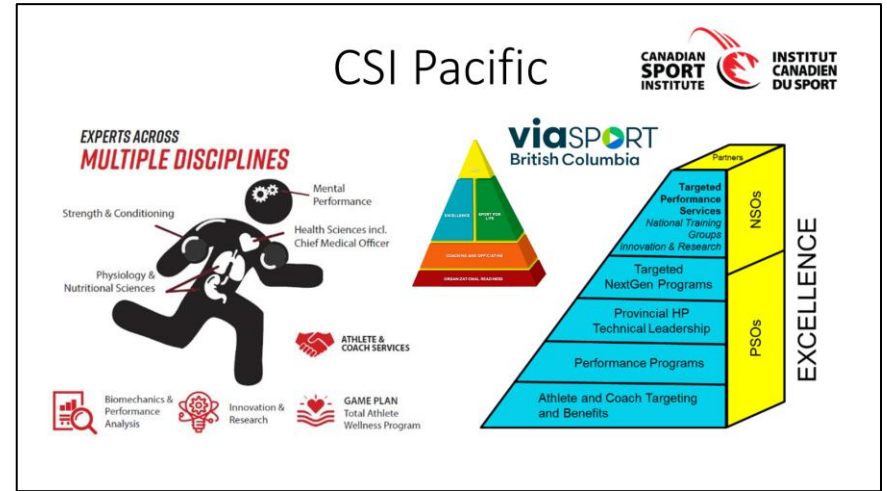 CSI Pacific
CANADIAN
SPORT
INSTITUTE
INSTITUT
CANADIEN
DU SPORT
EXPERTS ACROSS
MULTIPLE DISCIPLINES
Mental
Performance
Strength & Conditioning
Health Sciences incl.
Chief Medical Officer
Physiology &
Nutritional Sciences
ATHLETE &
COACH SERVICES
Biomechanics &
Performance
Analysis
Innovation &
Research
GAME PLAN
Total Athlete
Wellness Program
viaSPORT
British Columbia
EXCELLENCE
SPORT FOR
LIFE
COACHING AND OFFICIATING
ORGANIZATIONAL READINESS
Partners
Targeted
Performance
Services
National Training
Groups
Innovation & Research
Targeted
NextGen Programs
Provincial HP
Technical Leadership
Performance Programs
Athlete and Coach Targeting
and Benefits
NSOs
PSOs
EXCELLENCE